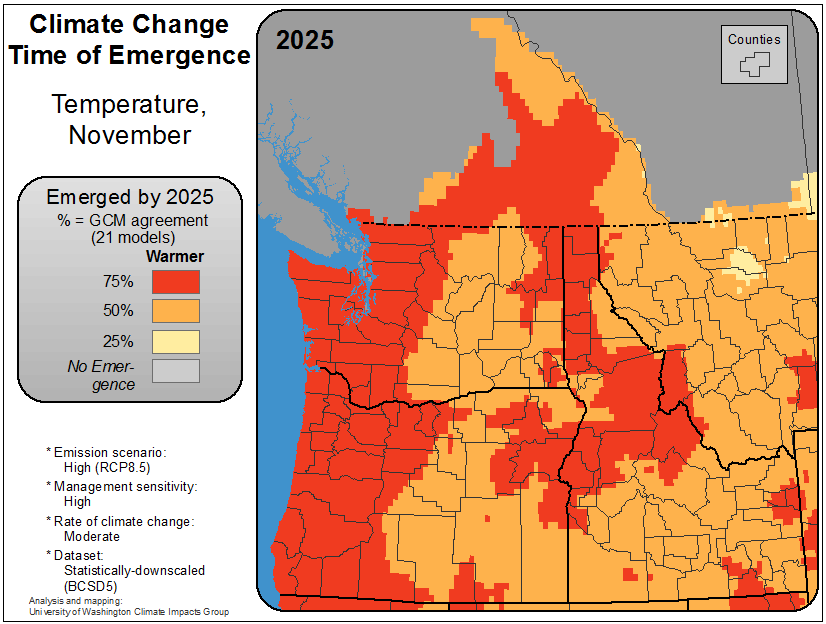 Climate Change
Time of Emergence
Temperature,
November
Emerged by 2025
% = GCM agreement
(21 models)
Warmer
75%
50%
25%
No Emer-
gence
* Emission scenario:
High (RCP8.5)
* Management sensitivity:
High
* Rate of climate change:
Moderate
* Dataset:
Statistically-downscaled
(BCSD5)
Analysis and mapping:
University of Washington Climate Impacts Group
2025
Counties